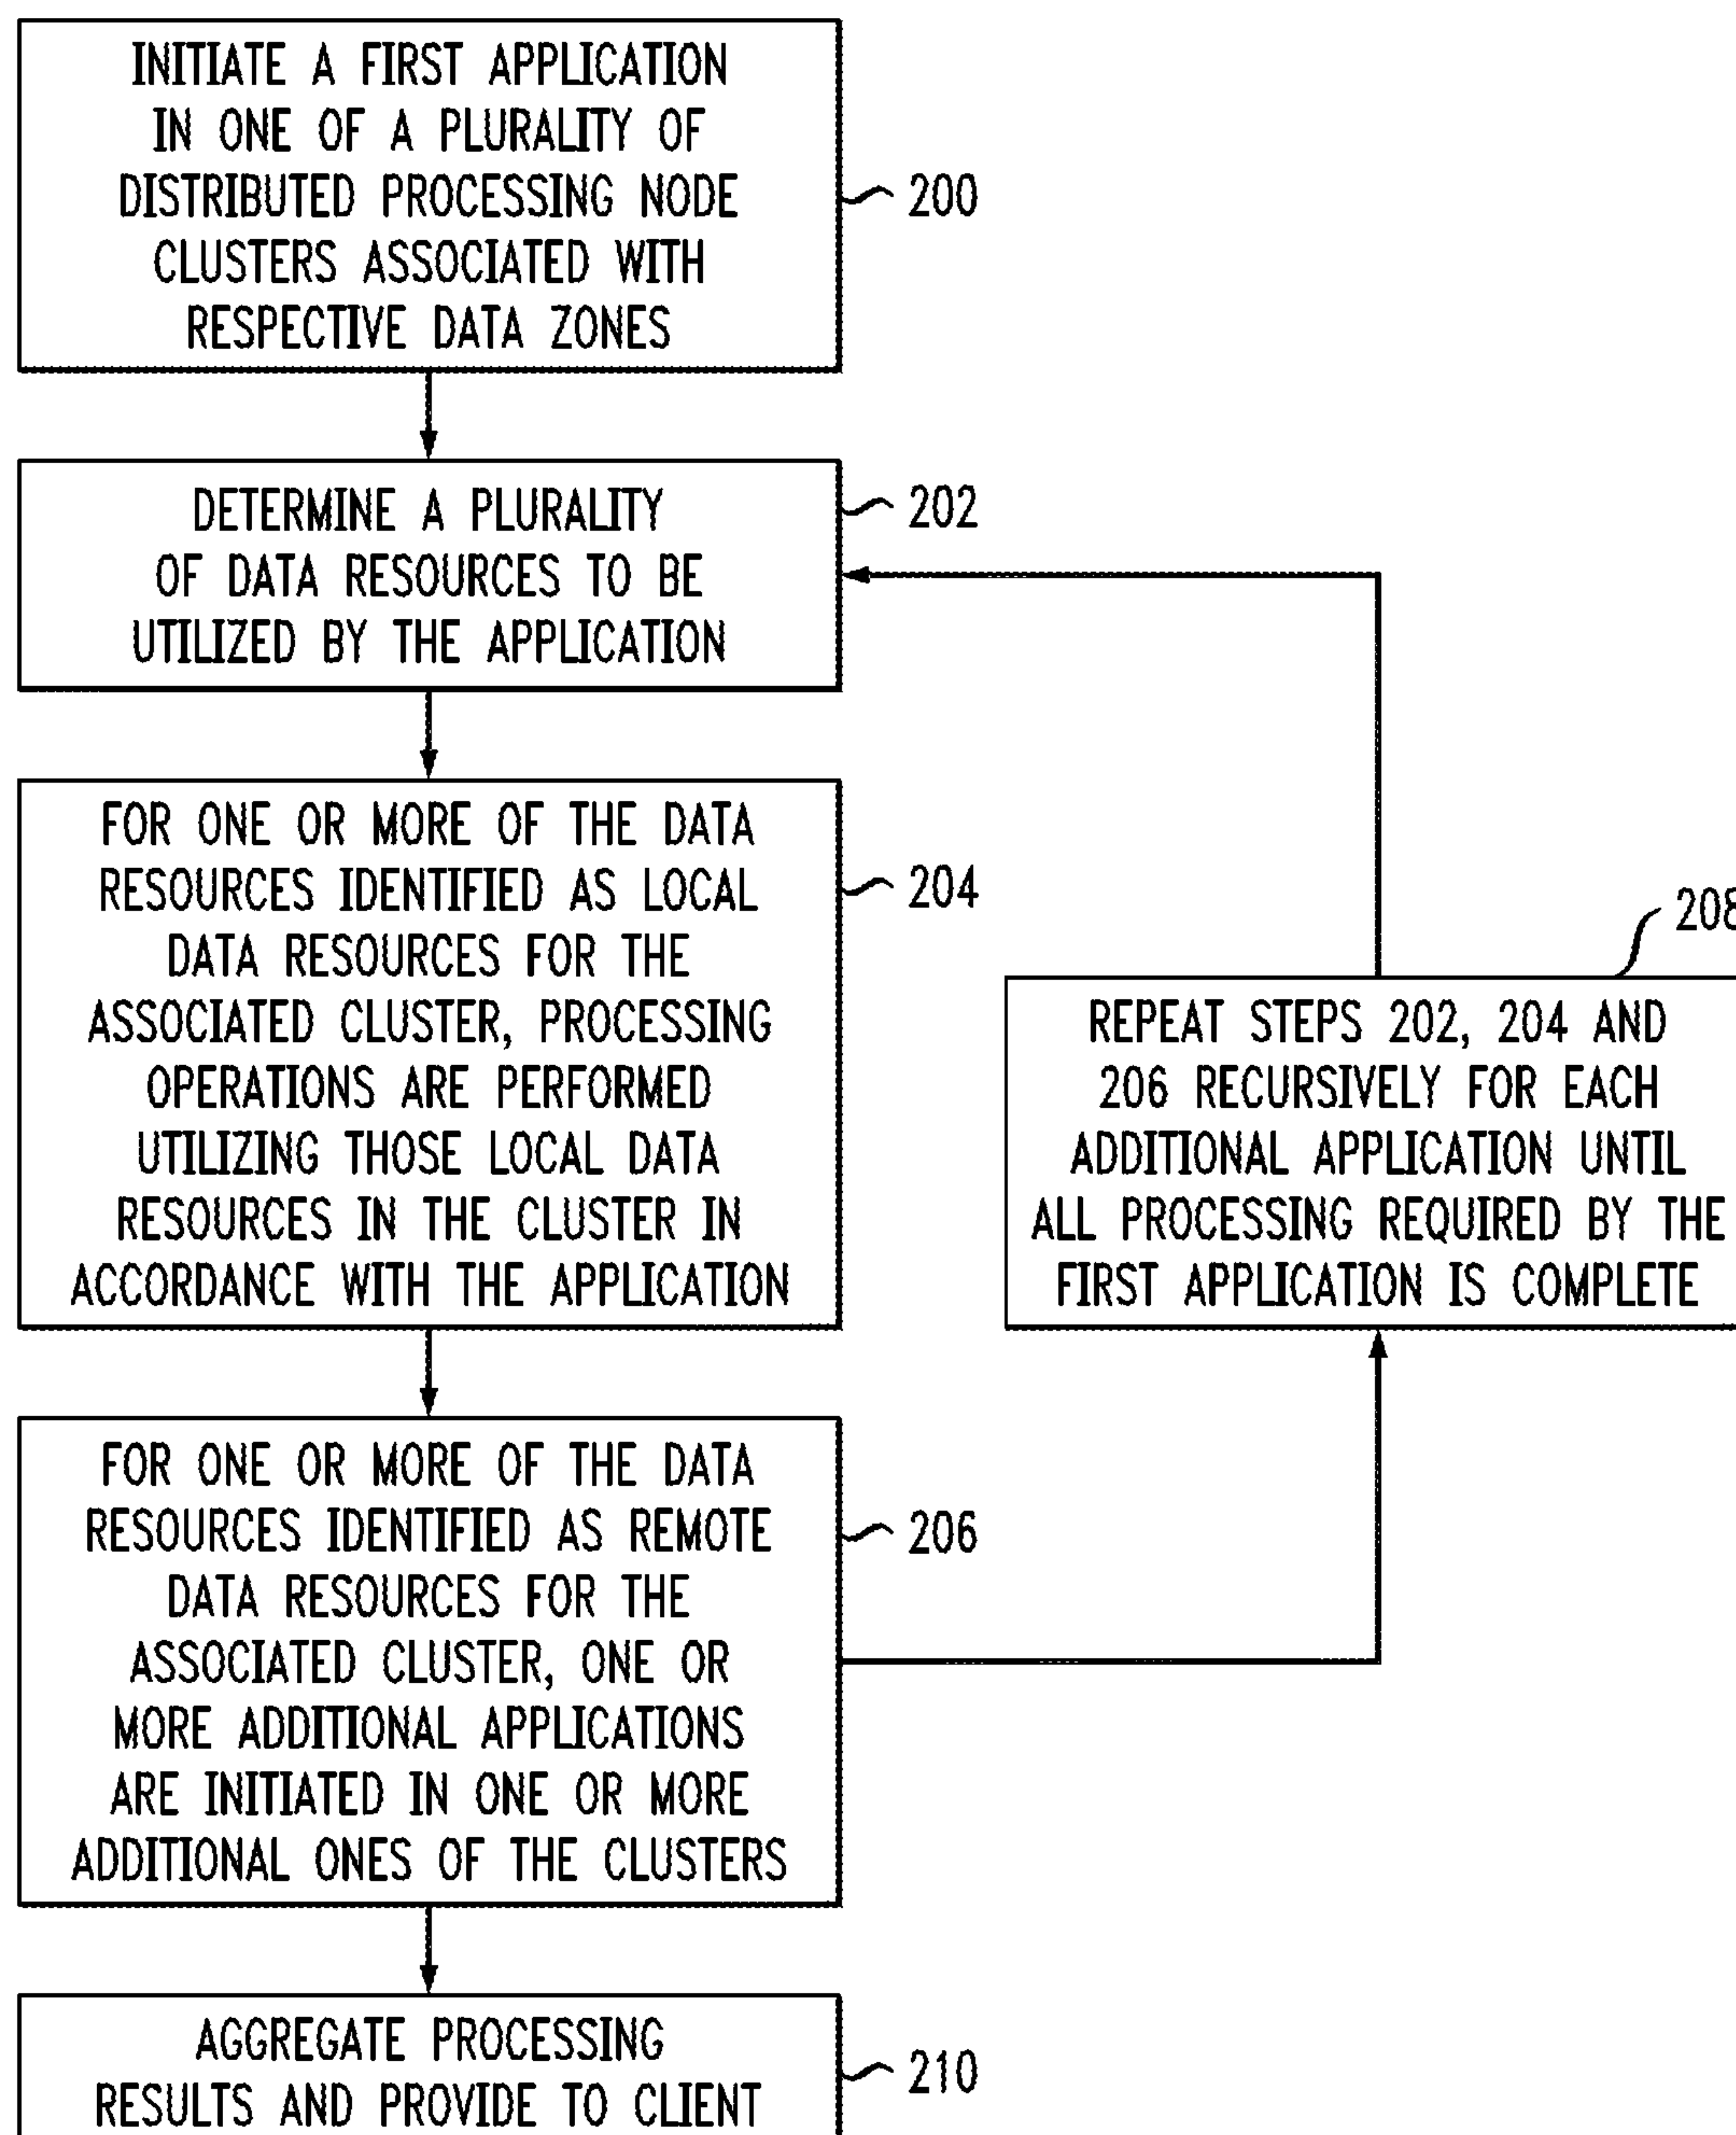 INITIATE A FIRST APPLICATION
IN ONE OF A PLURALITY OF
DISTRIBUTED PROCESSING NODE
CLUSTERS ASSOCIATED WITH
RESPECTIVE DATA ZONES
200
DETERMINE A PLURALITY
OF DATA RESOURCES TO BE
UTILIZED BY THE APPLICATION
202
FOR ONE OR MORE OF THE DATA
RESOURCES IDENTIFIED AS LOCAL
DATA RESOURCES FOR THE
ASSOCIATED CLUSTER, PROCESSING
OPERATIONS ARE PERFORMED
UTILIZING THOSE LOCAL DATA
RESOURCES IN THE CLUSTER IN
ACCORDANCE WITH THE APPLICATION
204
208
REPEAT STEPS 202, 204 AND
206 RECURSIVELY FOR EACH
ADDITIONAL APPLICATION UNTIL
ALL PROCESSING REQUIRED BY THE
FIRST APPLICATION IS COMPLETE
FOR ONE OR MORE OF THE DATA
RESOURCES IDENTIFIED AS REMOTE
DATA RESOURCES FOR THE
ASSOCIATED CLUSTER, ONE OR
MORE ADDITIONAL APPLICATIONS
ARE INITIATED IN ONE OR MORE
ADDITIONAL ONES OF THE CLUSTERS
206
AGGREGATE PROCESSING
RESULTS AND PROVIDE TO CLIENT
210